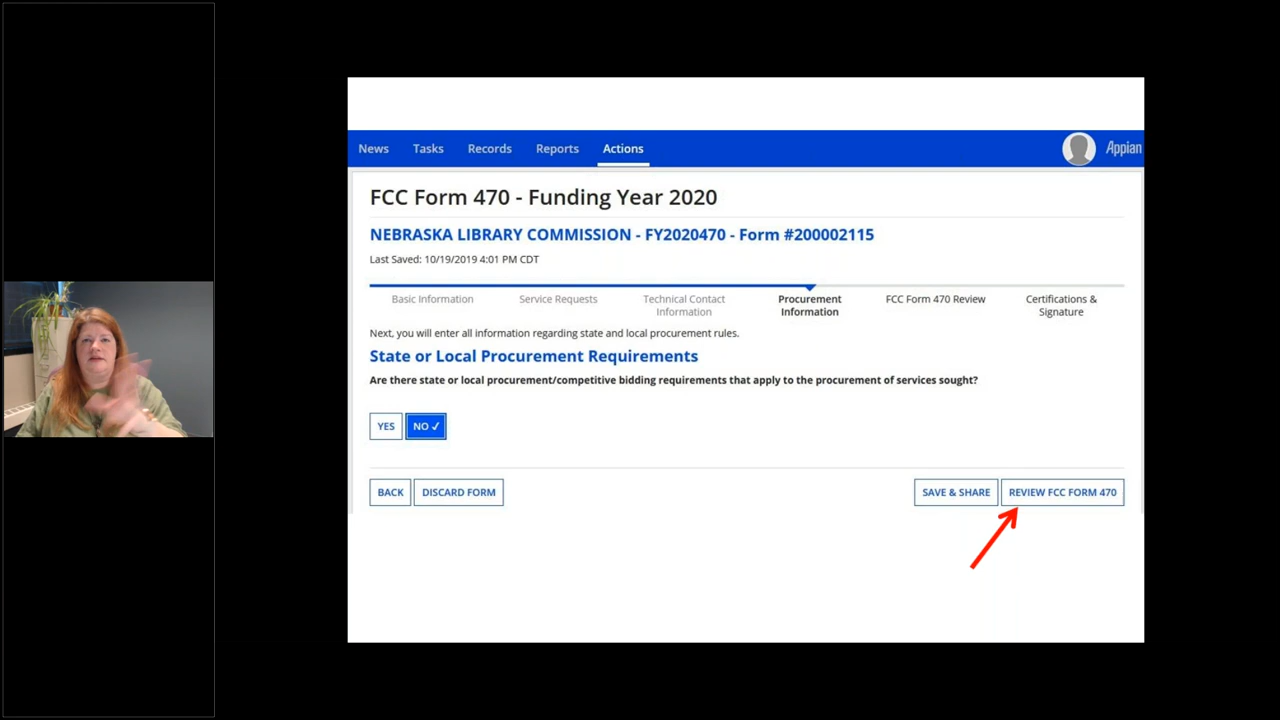 News Tasks Records Reports Actions Appian
FCC Form 470 - Funding Year 2020
NEBRASKA LIBRARY COMMISSION - FY2020470 - Form #200002115
Last Saved: 10/19/2019 4:01 PM CDT
Basic Information
Service Requests
Technical Contact
Information
Procurement
Information
FCC Form 470 Review
Certifications &
Signature
Next, you will enter all information regarding state and local procurement rules.
State or Local Procurement Requirements
Are there state or local procurement/competitive bidding requirements that apply to the procurement of services sought?
YES NO ✓
BACK DISCARD FORM SAVE & SHARE REVIEW FCC FORM 470